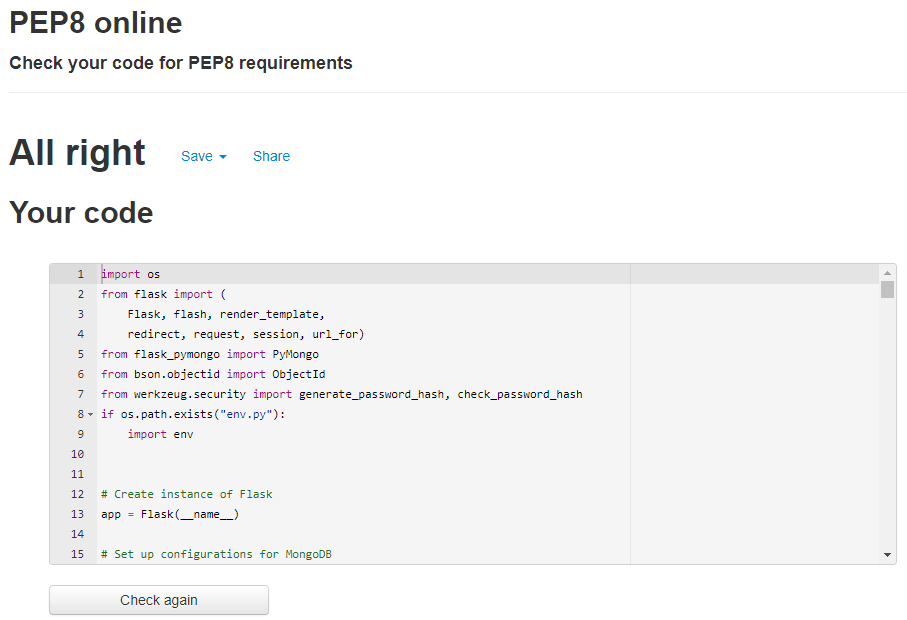 PEP8 online
Check your code for PEP8 requirements
All right Save Share
Your code
1 import os
2 from flask import (
3     Flask, flash, render_template,
4     redirect, request, session, url_for)
5 from flask_pymongo import PyMongo
6 from bson.objectid import ObjectId
7 from werkzeug.security import generate_password_hash, check_password_hash
8 if os.path.exists("env.py"):
9     import env
10
11
12 # Create instance of Flask
13 app = Flask(__name__)
14
15 # Set up configurations for MongoDB
Check again